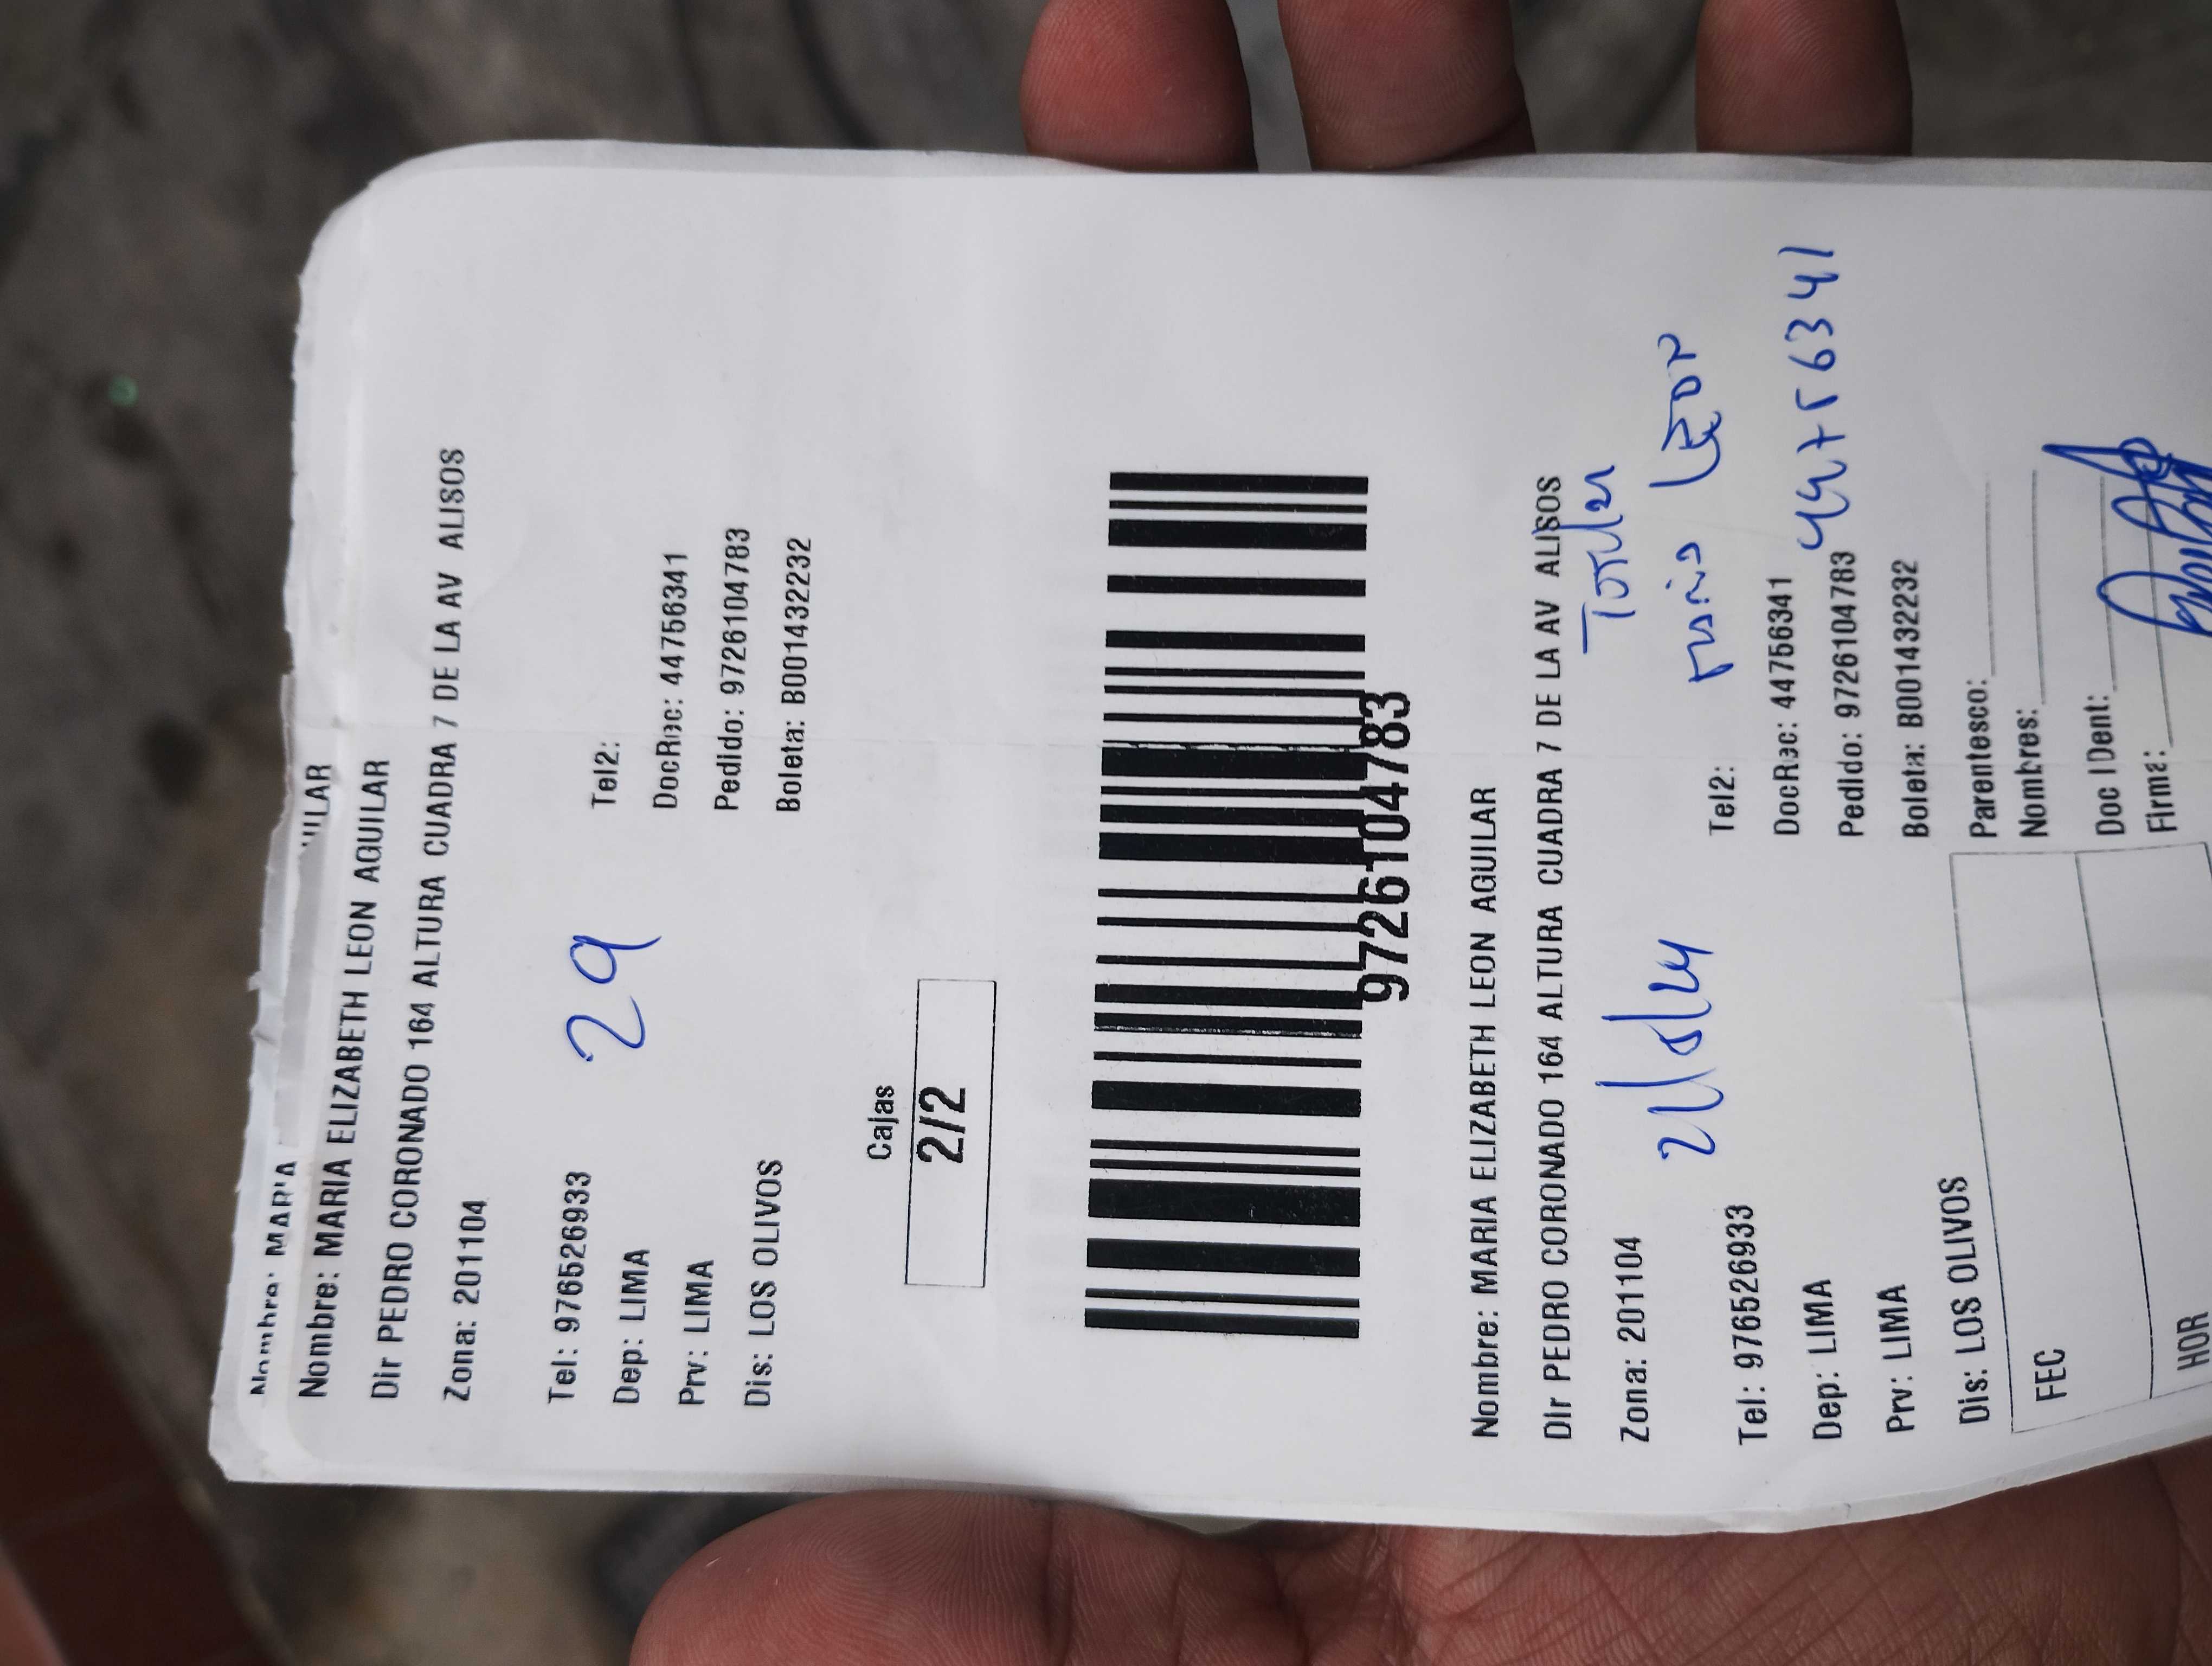 Nombre: MARIA
UILAR
Nombre: MARIA ELIZABETH LEON AGUILAR
Dir PEDRO CORONADO 164 ALTURA CUADRA 7 DE LA AV ALISOS
Zona: 201104
29
Tel: 976526933 Tel2:
Dep: LIMA DocRec: 44756341
Prv: LIMA Pedido: 9726104783
Dis: LOS OLIVOS Boleta: B001432232
Cajas
2/2
9726104783
Nombre: MARIA ELIZABETH LEON AGUILAR
Dir PEDRO CORONADO 164 ALTURA CUADRA 7 DE LA AV ALISOS
Zona: 201104
Titular
María León
Tel: 976526933 Tel2:
44756341
Dep: LIMA DocRec: 44756341
Prv: LIMA Pedido: 9726104783
Dis: LOS OLIVOS Boleta: B001432232
FEC
HOR
Parentesco:
Nombres:
Doc IDent:
Firma: